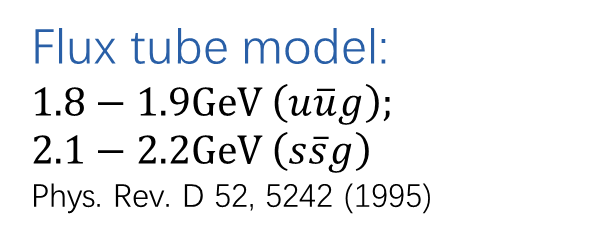 Flux tube model:
1.8 − 1.9GeV (uūg);
2.1 − 2.2GeV (ss̄g)
Phys. Rev. D 52, 5242 (1995)